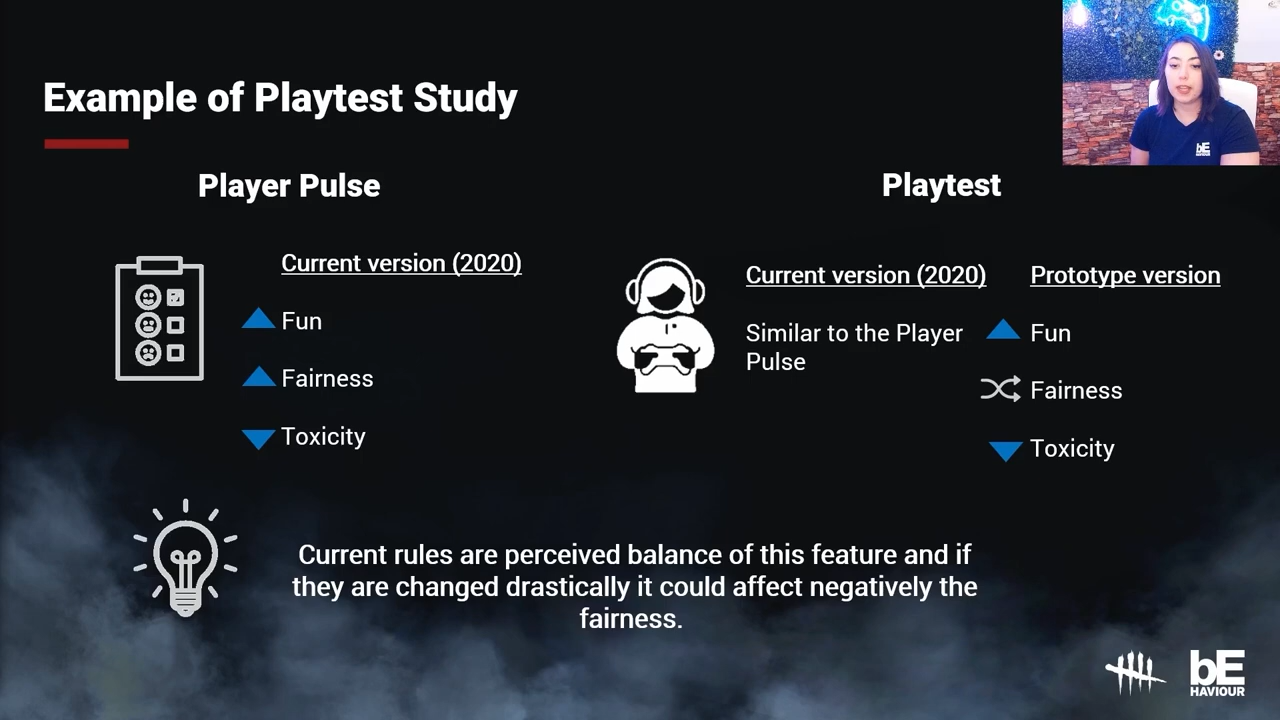 Example of Playtest Study
Player Pulse
Current version (2020)
Fun
Fairness
Toxicity
Playtest
Current version (2020)
Similar to the Player
Pulse
Prototype version
Fun
Fairness
Toxicity
Current rules are perceived balance of this feature and if
they are changed drastically it could affect negatively the
fairness.
bE
HAVIOUR
bE
HAVIOUR